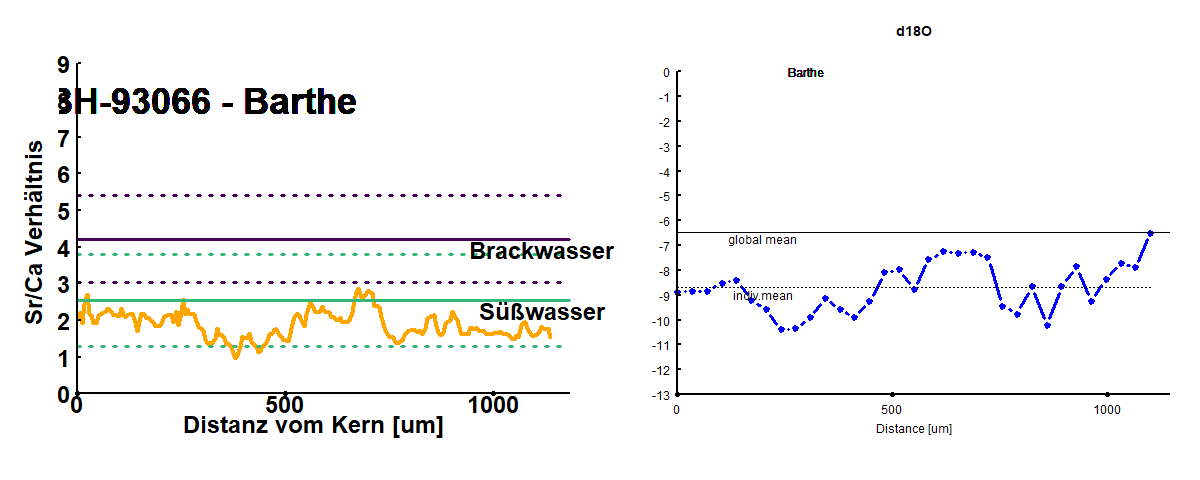 9
8
SH-93066 - Barthe
7
6
5
4
3
2
1
0
Sr/Ca Verhältnis
Brackwasser
Süßwasser
0 500 1000
Distanz vom Kern [um]
d18O
Barthe
0
-1
-2
-3
-4
-5
-6
-7
-8
-9
-10
-11
-12
-13
global mean
indiv.mean
0 500 1000
Distance [um]